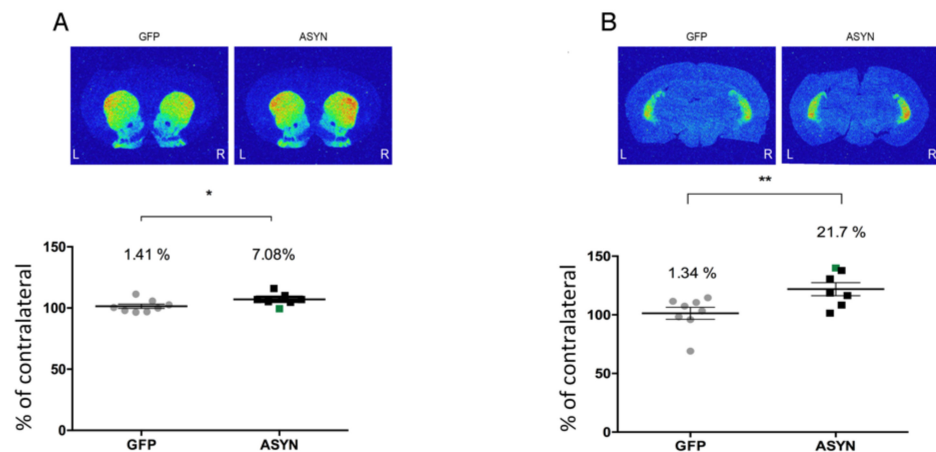 A
GFP
ASYN
L
R
L
R
*
1.41 %
7.08%
% of contralateral
150
100
50
0
GFP
ASYN
B
GFP
ASYN
L
R
L
R
**
1.34 %
21.7 %
% of contralateral
150
100
50
0
GFP
ASYN